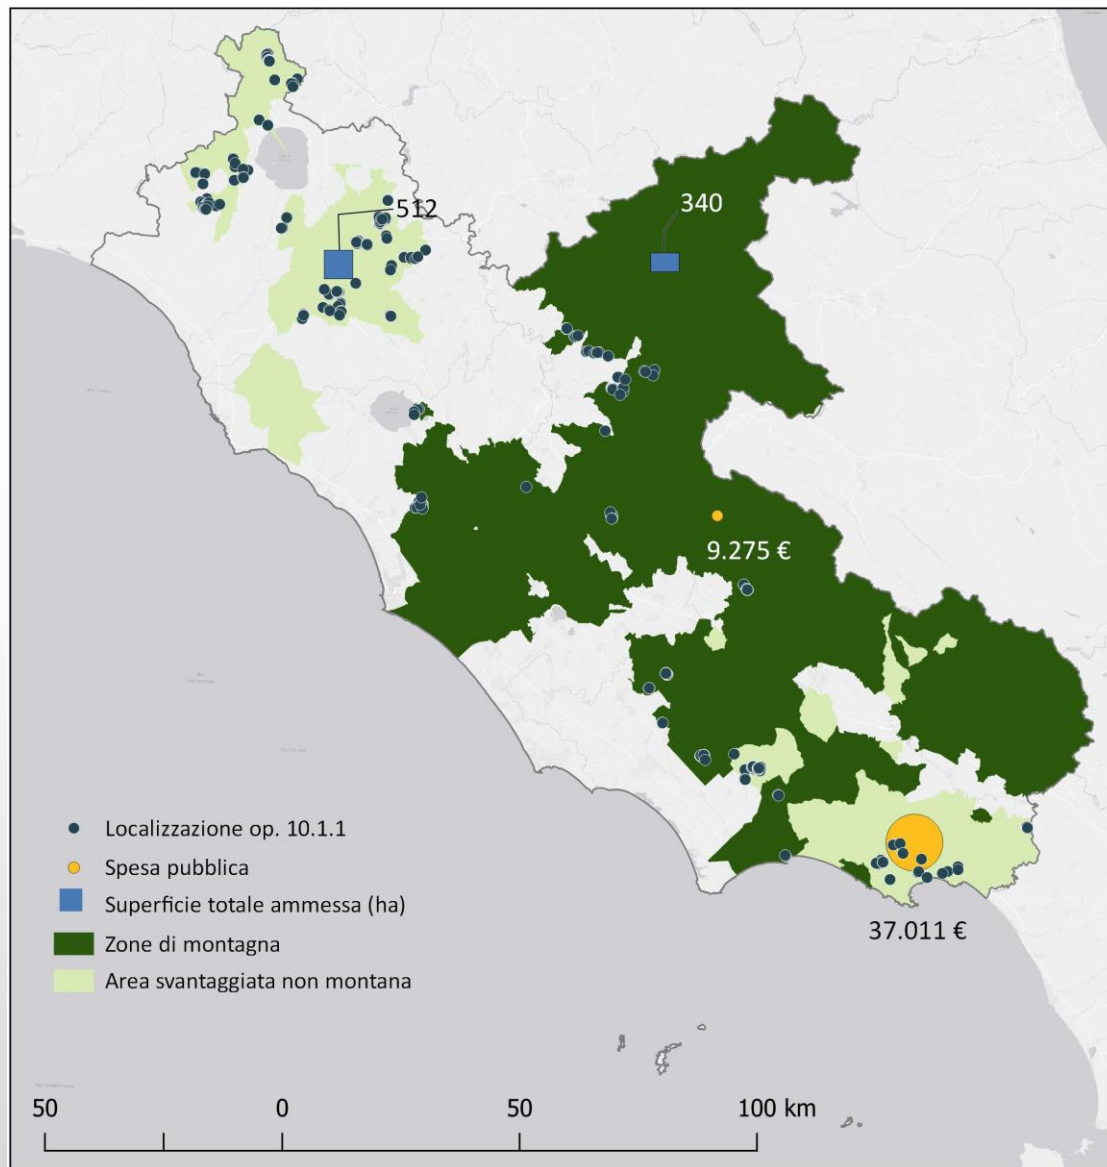 512
340
9.275 €
Localizzazione op. 10.1.1
Spesa pubblica
Superficie totale ammessa (ha)
Zone di montagna
Area svantaggiata non montana
37.011 €
50 0 50 100 km